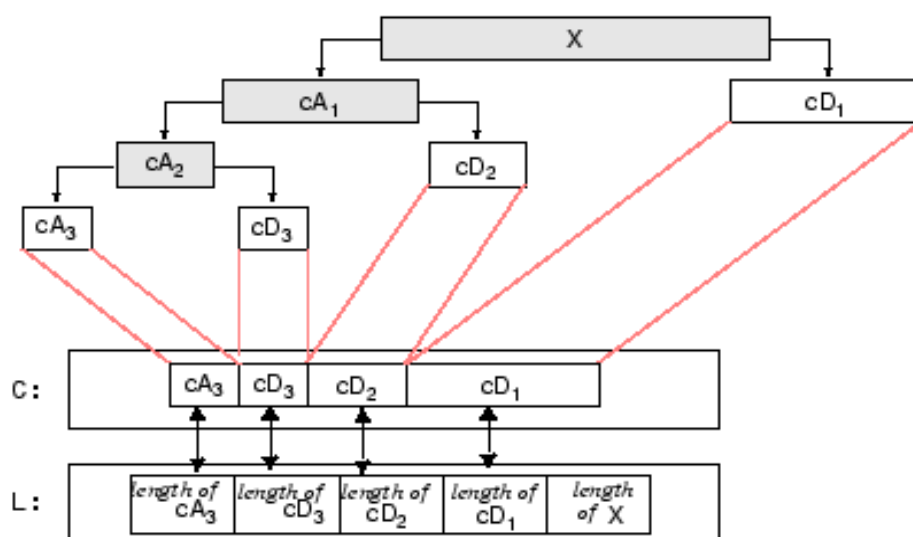 X
cA₁ cD₁
cA₂ cD₂
cA₃ cD₃
C: cA₃ cD₃ cD₂ cD₁
length of length of length of length of length
L: cA₃ cD₃ cD₂ cD₁ of X